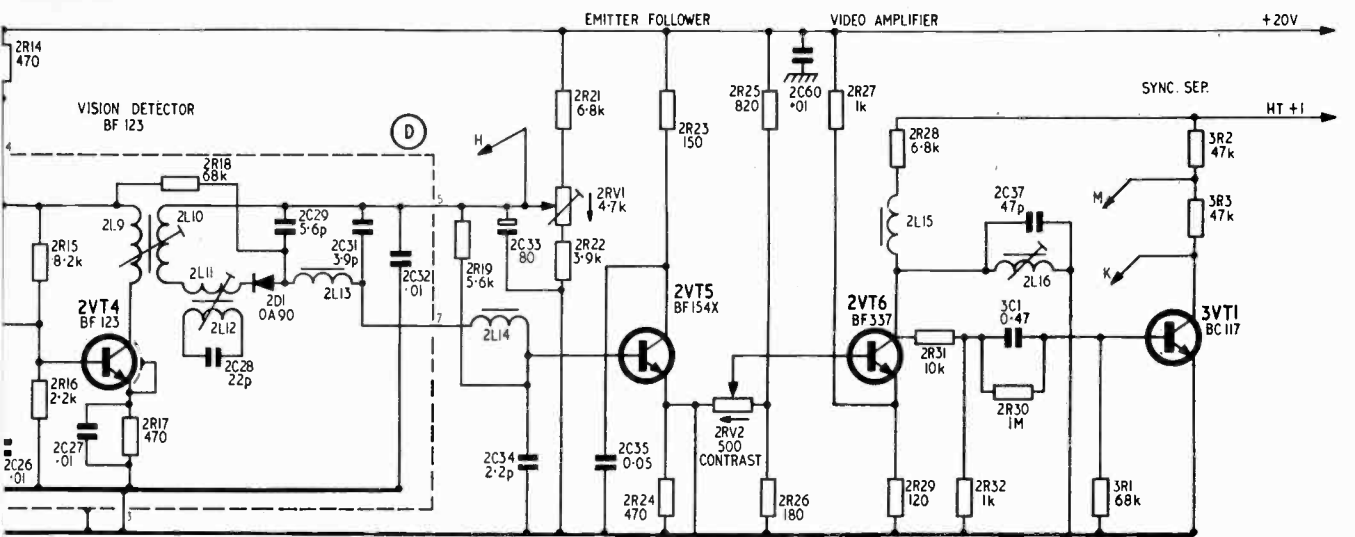 EMITTER FOLLOWER
VIDEO AMPLIFIER
+20V
2R14
470
VISION DETECTOR
BF 123
D
4
2R18
68k
H
2R21
6·8k
2R23
150
2R25
820
2C60
·01
2R27
1k
SYNC. SEP.
HT +1
2R28
6·8k
3R2
47k
M
3R3
47k
K
2L9
2L10
2C29
5·6p
2C31
3·9p
5
2RV1
4·7k
2C37
47p
2L15
2L16
2R15
8·2k
2L11
2D1
0A90
2L13
2C32
·01
2R19
5·6k
2C33
80
2R22
3·9k
2VT4
BF 123
2L12
2C28
22p
7
2L14
2VT5
BF154X
2VT6
BF337
2R31
10k
3C1
0·47
3VT1
BC 117
2R16
2·2k
2C27
·01
2R17
470
2R30
1M
2RV2
500
CONTRAST
2C26
·01
2C34
2·2p
2C35
0·05
2R24
470
2R26
180
2R29
120
2R32
1k
3R1
68k
3